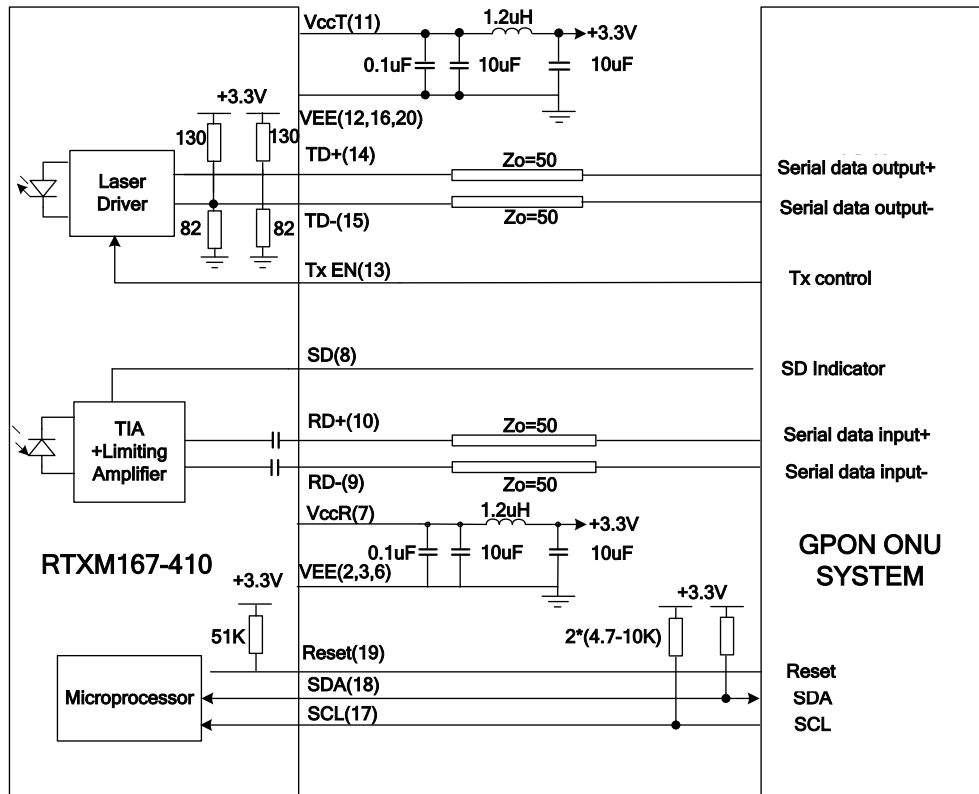 VccT(11)
1.2uH
+3.3V
0.1uF
10uF
10uF
+3.3V
VEE(12,16,20)
130
130
TD+(14)
Zo=50
Serial data output+
Laser
Driver
Zo=50
Serial data output-
82
82
TD-(15)
Tx EN(13)
Tx control
SD(8)
SD Indicator
TIA
+Limiting
Amplifier
RD+(10)
Zo=50
Serial data input+
Serial data input-
RD-(9)
Zo=50
VccR(7)
1.2uH
+3.3V
0.1uF
10uF
10uF
RTXM167-410
GPON ONU
SYSTEM
VEE(2,3,6)
+3.3V
+3.3V
51K
2*(4.7-10K)
Reset(19)
Reset
Microprocessor
SDA(18)
SDA
SCL(17)
SCL